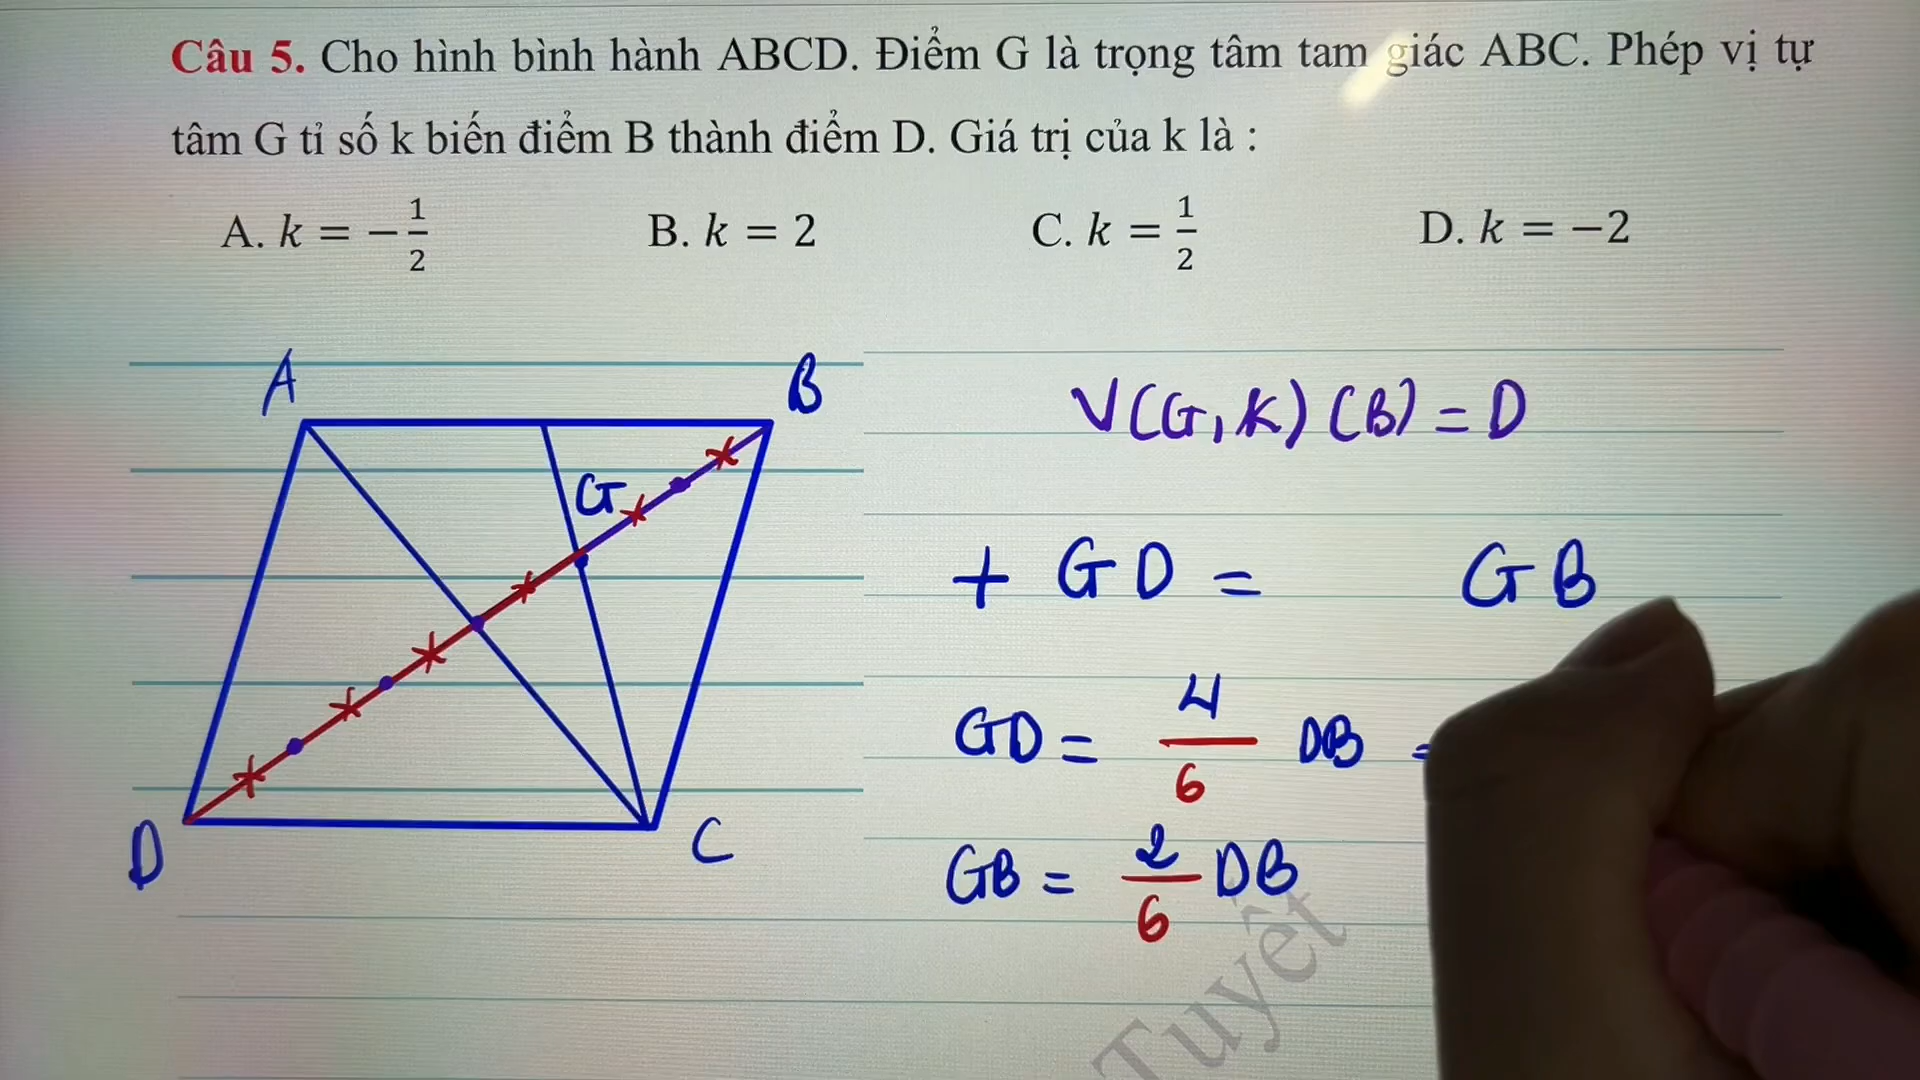 Câu 5. Cho hình bình hành ABCD. Điểm G là trọng tâm tam giác ABC. Phép vị tự
tâm G tỉ số k biến điểm B thành điểm D. Giá trị của k là :
A. k = -1/2 B. k = 2 C. k = 1/2 D. k = -2
A B
V(G,k) (B) = D
G
+ GD = GB
GD = 4/6 DB =
D C
GB = 2/6 DB
Tuyết